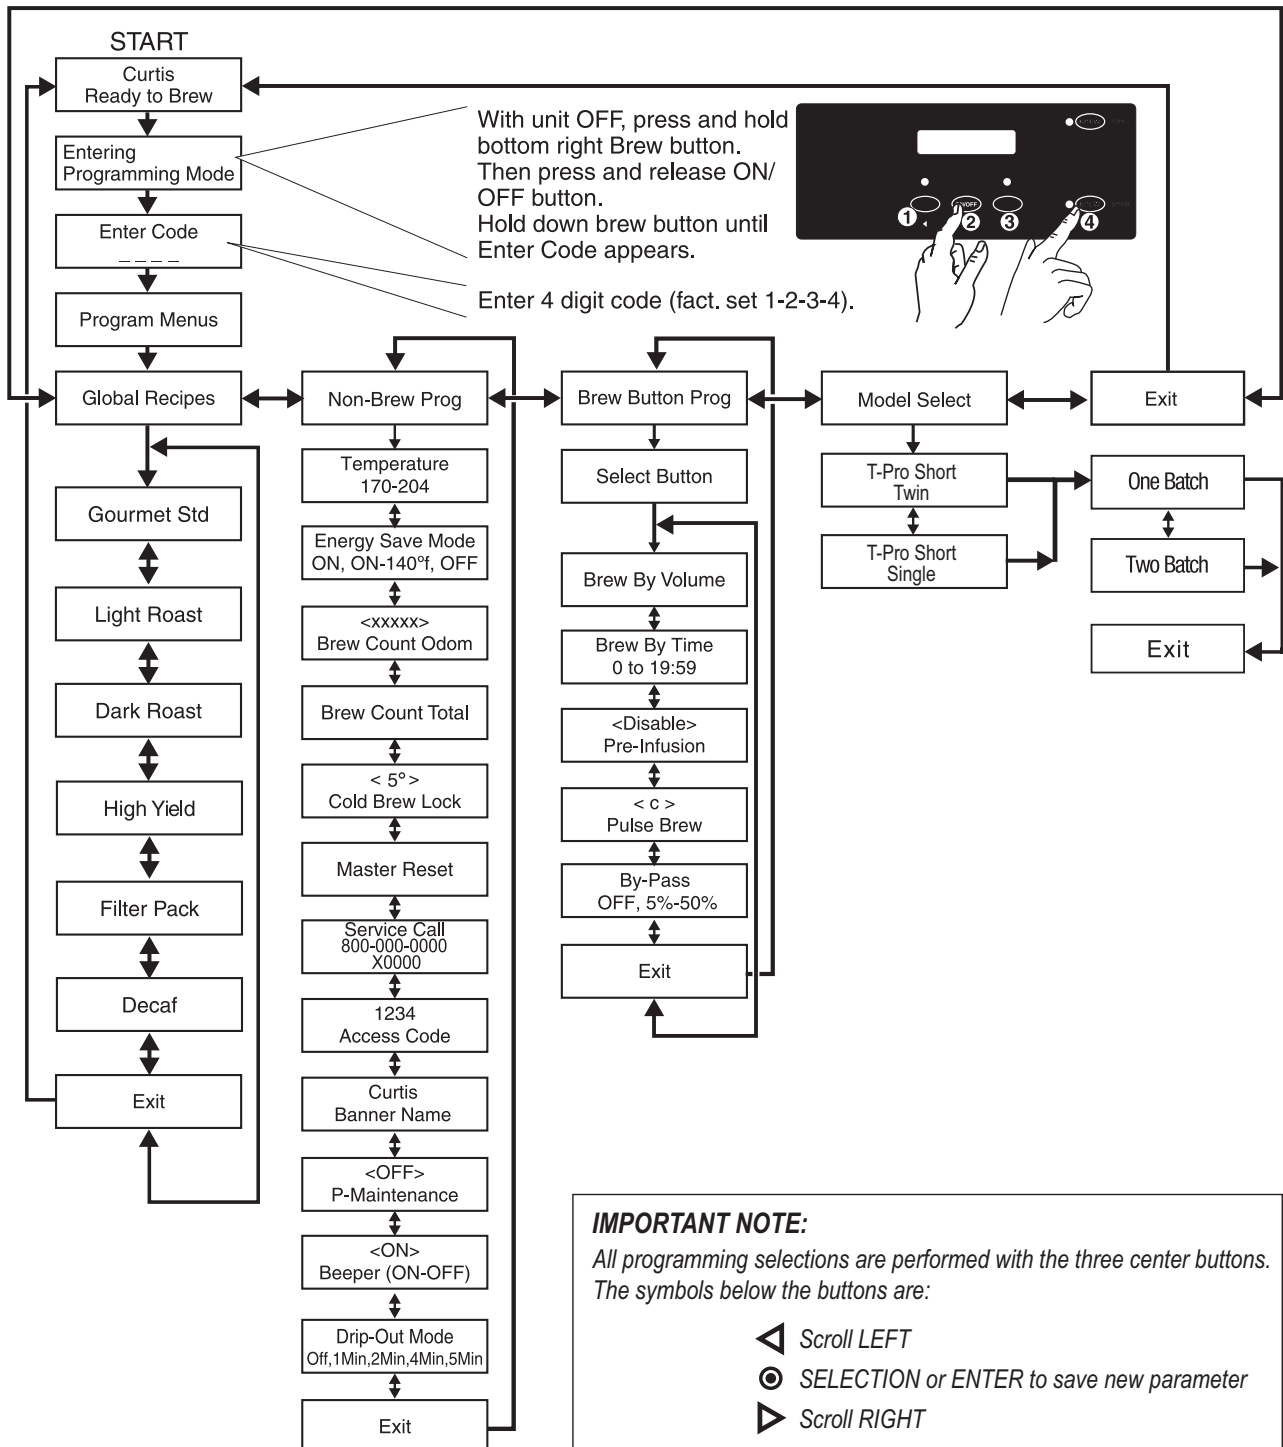 START
Curtis
Ready to Brew
Entering
Programming Mode
Enter Code
_ _ _ _
Program Menus
With unit OFF, press and hold
bottom right Brew button.
Then press and release ON/
OFF button.
Hold down brew button until
Enter Code appears.
Enter 4 digit code (fact. set 1-2-3-4).
1
2
3
4
Global Recipes
Gourmet Std
Light Roast
Dark Roast
High Yield
Filter Pack
Decaf
Exit
Non-Brew Prog
Temperature
170-204
Energy Save Mode
ON, ON-140°f, OFF
<xxxxx>
Brew Count Odom
Brew Count Total
< 5° >
Cold Brew Lock
Master Reset
Service Call
800-000-0000
X0000
1234
Access Code
Curtis
Banner Name
<OFF>
P-Maintenance
<ON>
Beeper (ON-OFF)
Drip-Out Mode
Off,1Min,2Min,4Min,5Min
Exit
Brew Button Prog
Select Button
Brew By Volume
Brew By Time
0 to 19:59
<Disable>
Pre-Infusion
< c >
Pulse Brew
By-Pass
OFF, 5%-50%
Exit
Model Select
T-Pro Short
Twin
T-Pro Short
Single
Exit
One Batch
Two Batch
Exit
IMPORTANT NOTE:
All programming selections are performed with the three center buttons.
The symbols below the buttons are:
Scroll LEFT
SELECTION or ENTER to save new parameter
Scroll RIGHT